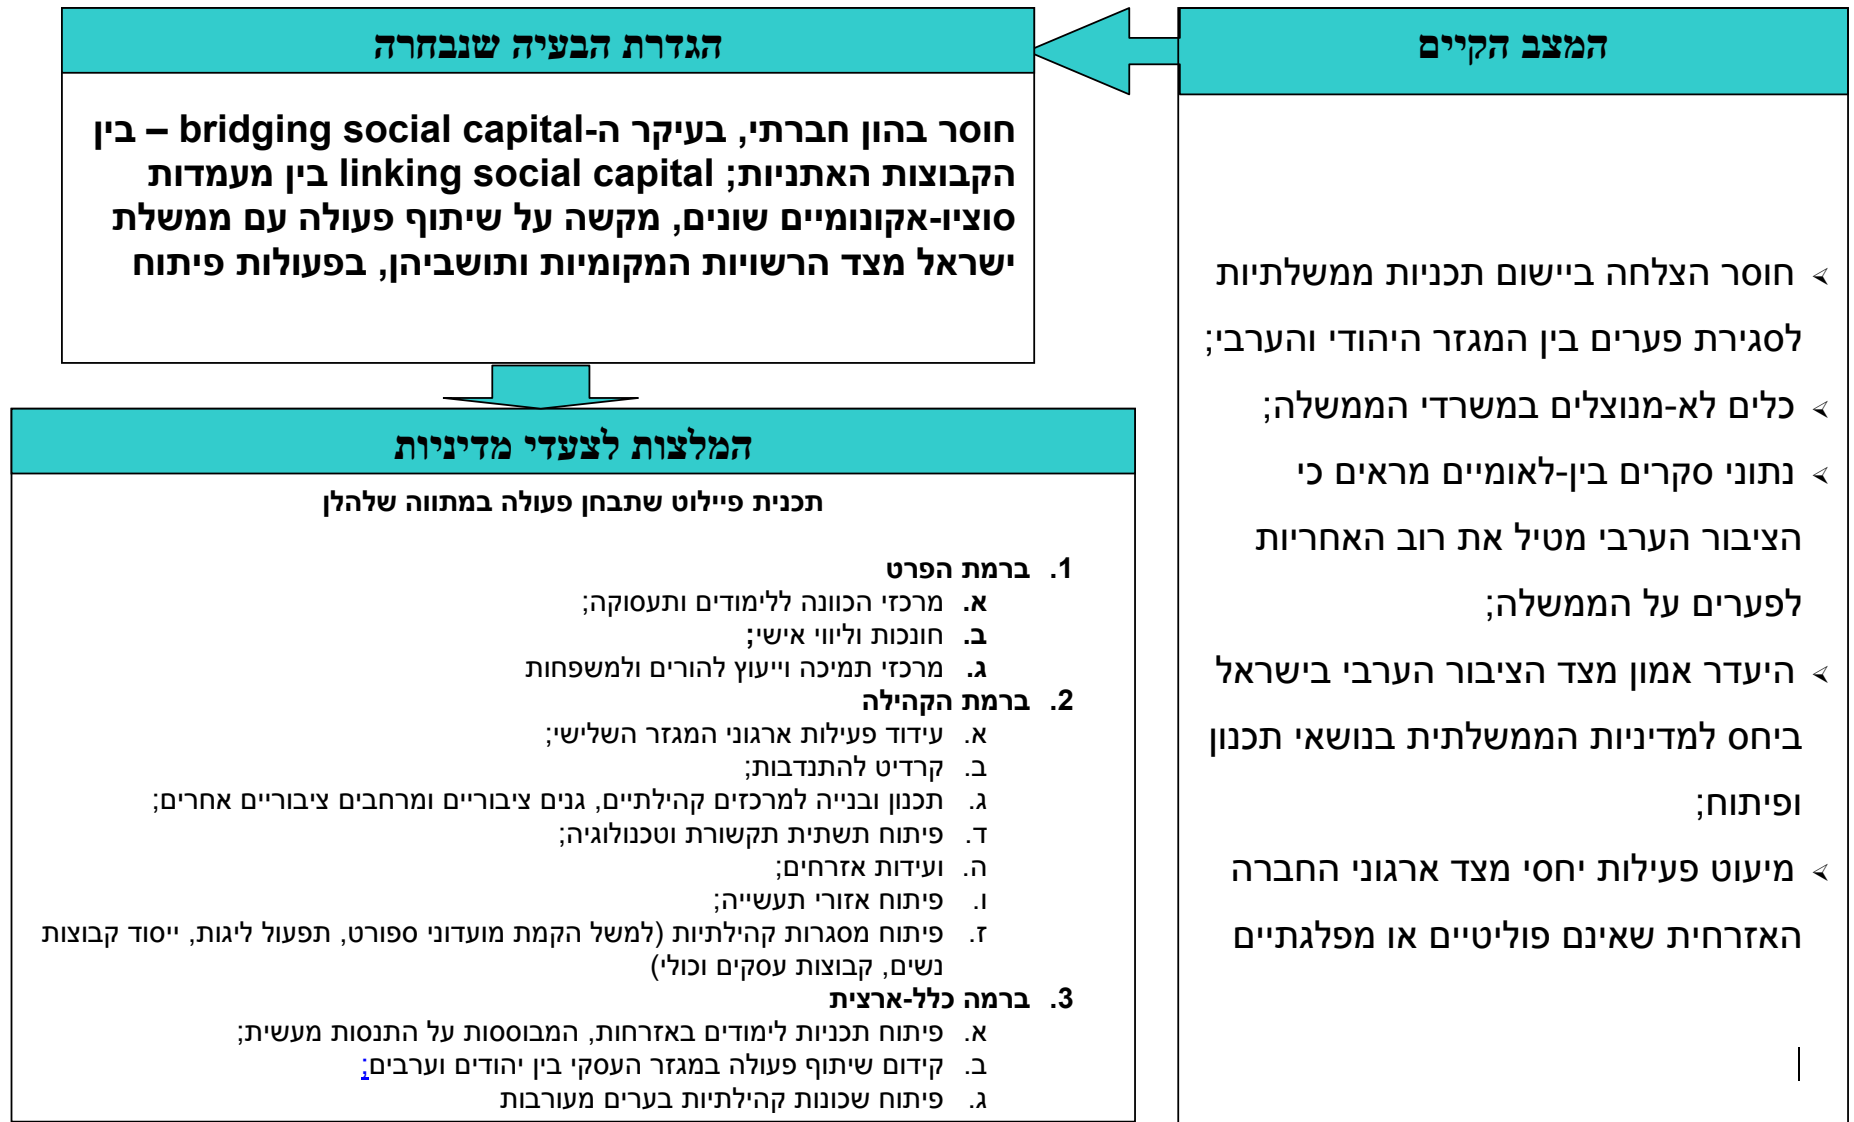 המצב הקיים
חוסר הצלחה ביישום תכניות ממשלתיות
לסגירת פערים בין המגזר היהודי והערבי;
כלים לא-מנוצלים במשרדי הממשלה;
נתוני סקרים בין-לאומיים מראים כי
הציבור הערבי מטיל את רוב האחריות
לפערים על הממשלה;
היעדר אמון מצד הציבור הערבי בישראל
ביחס למדיניות הממשלתית בנושאי תכנון
ופיתוח;
מיעוט פעילות יחסי מצד ארגוני החברה
האזרחית שאינם פוליטיים או מפלגתיים
הגדרת הבעיה שנבחרה
חוסר בהון חברתי, בעיקר ה-bridging social capital – בין
הקבוצות האתניות; linking social capital בין מעמדות
סוציו-אקונומיים שונים, מקשה על שיתוף פעולה עם ממשלת
ישראל מצד הרשויות המקומיות ותושביהן, בפעולות פיתוח
המלצות לצעדי מדיניות
תכנית פיילוט שתבחן פעולה במתווה שלהלן
1. ברמת הפרט
א. מרכזי הכוונה ללימודים ותעסוקה;
ב. חונכות וליווי אישי;
ג. מרכזי תמיכה וייעוץ להורים ולמשפחות
2. ברמת הקהילה
א. עידוד פעילות ארגוני המגזר השלישי;
ב. קרדיט להתנדבות;
ג. תכנון ובנייה למרכזים קהילתיים, גנים ציבוריים ומרחבים ציבוריים אחרים;
ד. פיתוח תשתית תקשורת וטכנולוגיה;
ה. ועידות אזרחים;
ו. פיתוח אזורי תעשייה;
ז. פיתוח מסגרות קהילתיות (למשל הקמת מועדוני ספורט, תפעול ליגות, ייסוד קבוצות
נשים, קבוצות עסקים וכולי)
3. ברמה כלל-ארצית
א. פיתוח תכניות לימודים באזרחות, המבוססות על התנסות מעשית;
ב. קידום שיתוף פעולה במגזר העסקי בין יהודים וערבים;
ג. פיתוח שכונות קהילתיות בערים מעורבות